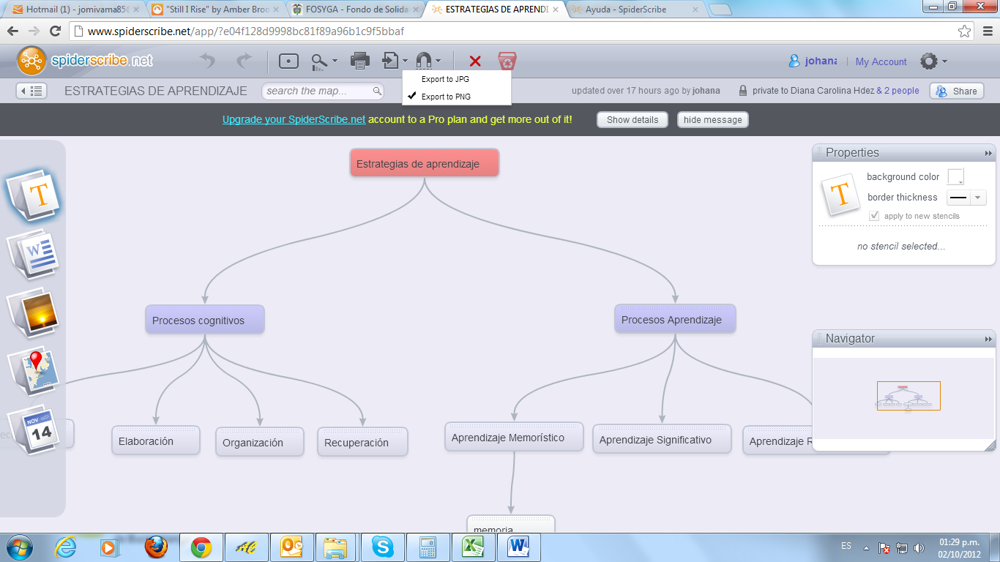 Hotmail (1) - jomivama85@
"Still I Rise" by Amber Broo
FOSYGA - Fondo de Solida
ESTRATEGIAS DE APRENDI
Ayuda - SpiderScribe
www.spiderscribe.net/app/?e04f128d9998bc81f89a96b1c9f5bbaf
spiderscribe.net
johana
My Account
Export to JPG
Export to PNG
ESTRATEGIAS DE APRENDIZAJE
search the map...
updated over 17 hours ago by johana
private to Diana Carolina Hdez & 2 people
Share
Upgrade your SpiderScribe.net account to a Pro plan and get more out of it!
Show details
hide message
Estrategias de aprendizaje
Properties
T
T
background color
border thickness
apply to new stencils
no stencil selected...
W
Procesos cognitivos
Procesos Aprendizaje
Navigator
NOV
14
Elaboración
Organización
Recuperación
Aprendizaje Memorístico
Aprendizaje Significativo
Aprendizaje R
memoria
ES
01:29 p.m.
02/10/2012